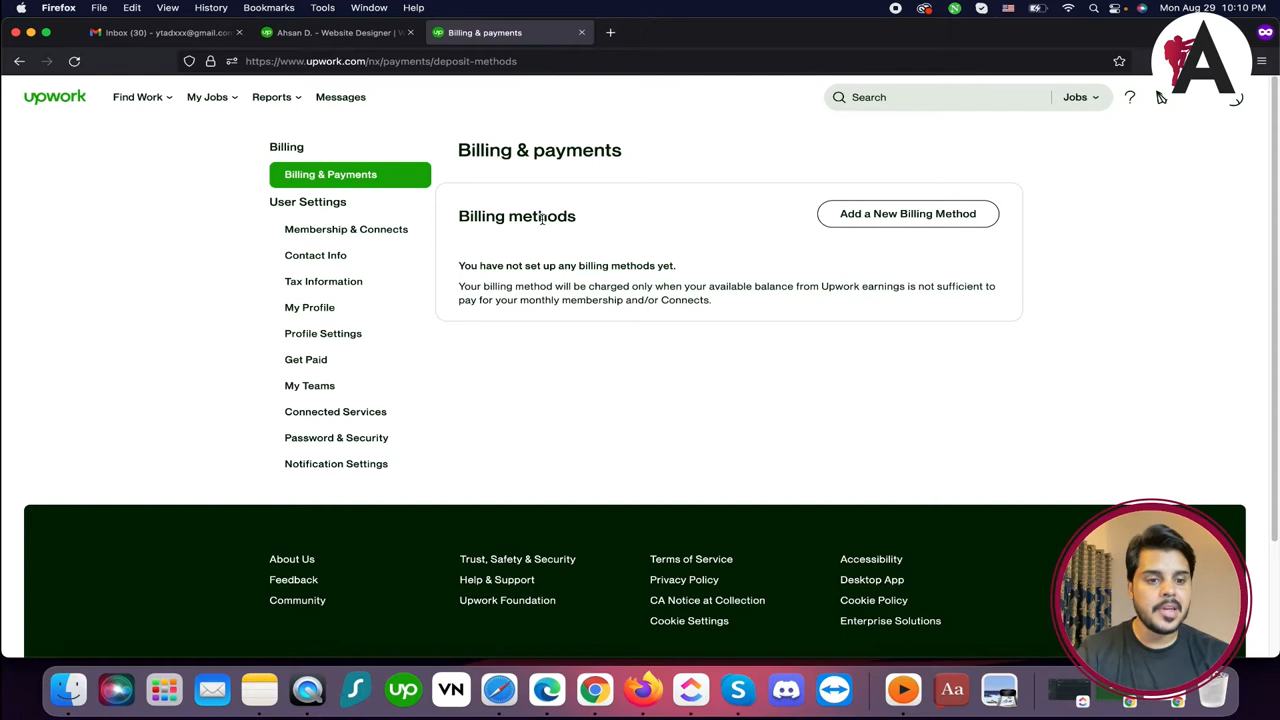 Firefox File Edit View History Bookmarks Tools Window Help Mon Aug 29 10:10 PM
Inbox (30) - ytadxxx@gmail.con Ahsan D. - Website Designer | W Billing & payments
https://www.upwork.com/nx/payments/deposit-methods
A
upwork Find Work My Jobs Reports Messages Search Jobs
Billing
Billing & Payments
User Settings
Membership & Connects
Contact Info
Tax Information
My Profile
Profile Settings
Get Paid
My Teams
Connected Services
Password & Security
Notification Settings
Billing & payments
Billing methods
Add a New Billing Method
You have not set up any billing methods yet.
Your billing method will be charged only when your available balance from Upwork earnings is not sufficient to
pay for your monthly membership and/or Connects.
About Us
Feedback
Community
Trust, Safety & Security
Help & Support
Upwork Foundation
Terms of Service
Privacy Policy
CA Notice at Collection
Cookie Settings
Accessibility
Desktop App
Cookie Policy
Enterprise Solutions
up VN Aa